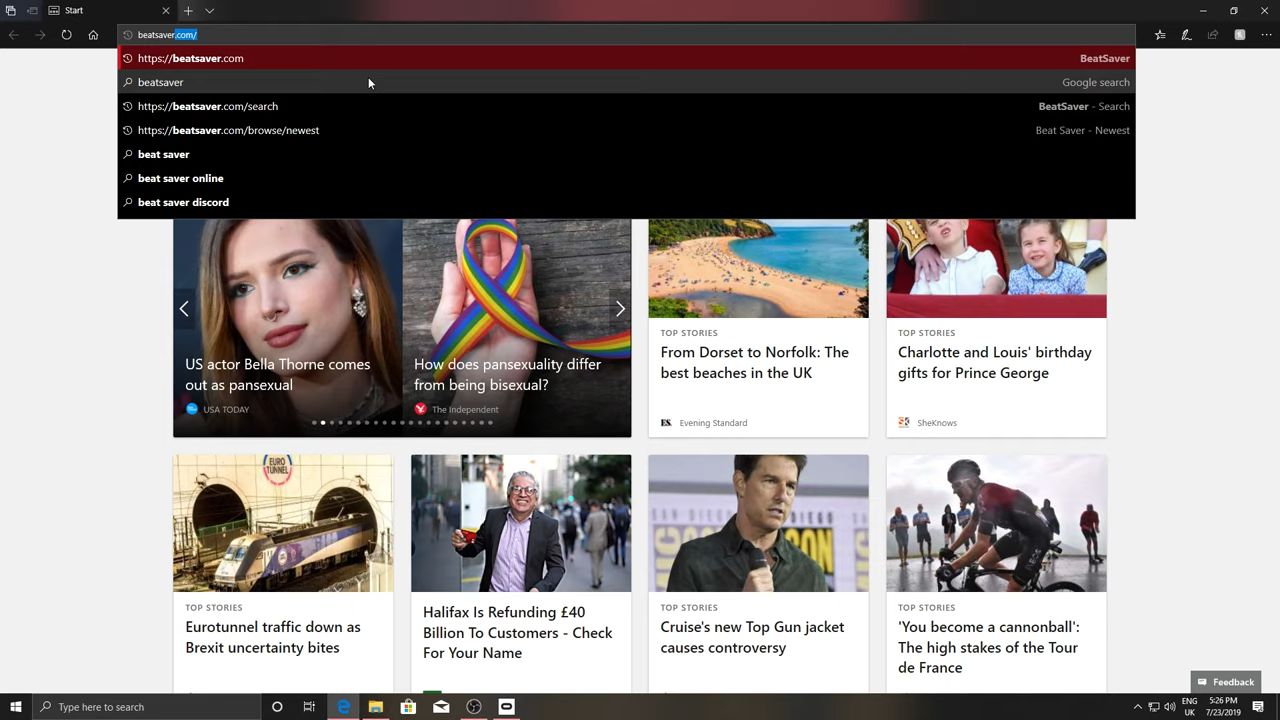 Start
beatsaver.com/
https://beatsaver.com BeatSaver
beatsaver Google search
https://beatsaver.com/search BeatSaver - Search
https://beatsaver.com/browse/newest Beat Saver - Newest
beat saver
beat saver online
beat saver discord
US actor Bella Thorne comes
out as pansexual
USA TODAY
How does pansexuality differ
from being bisexual?
The Independent
TOP STORIES
From Dorset to Norfolk: The
best beaches in the UK
ES Evening Standard
TOP STORIES
Charlotte and Louis' birthday
gifts for Prince George
SheKnows
EURO
TUNNEL
TOP STORIES
Eurotunnel traffic down as
Brexit uncertainty bites
Halifax Is Refunding £40
Billion To Customers - Check
For Your Name
TOP STORIES
Cruise's new Top Gun jacket
causes controversy
TOP STORIES
'You become a cannonball':
The high stakes of the Tour
de France
Feedback
Type here to search
ENG
UK
5:26 PM
7/23/2019